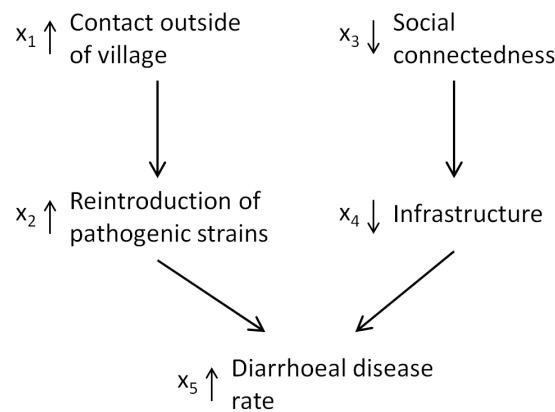 x1 ↑ Contact outside
of village
x3 ↓ Social
connectedness
x2 ↑ Reintroduction of
pathogenic strains
x4 ↓ Infrastructure
x5 ↑ Diarrhoeal disease
rate